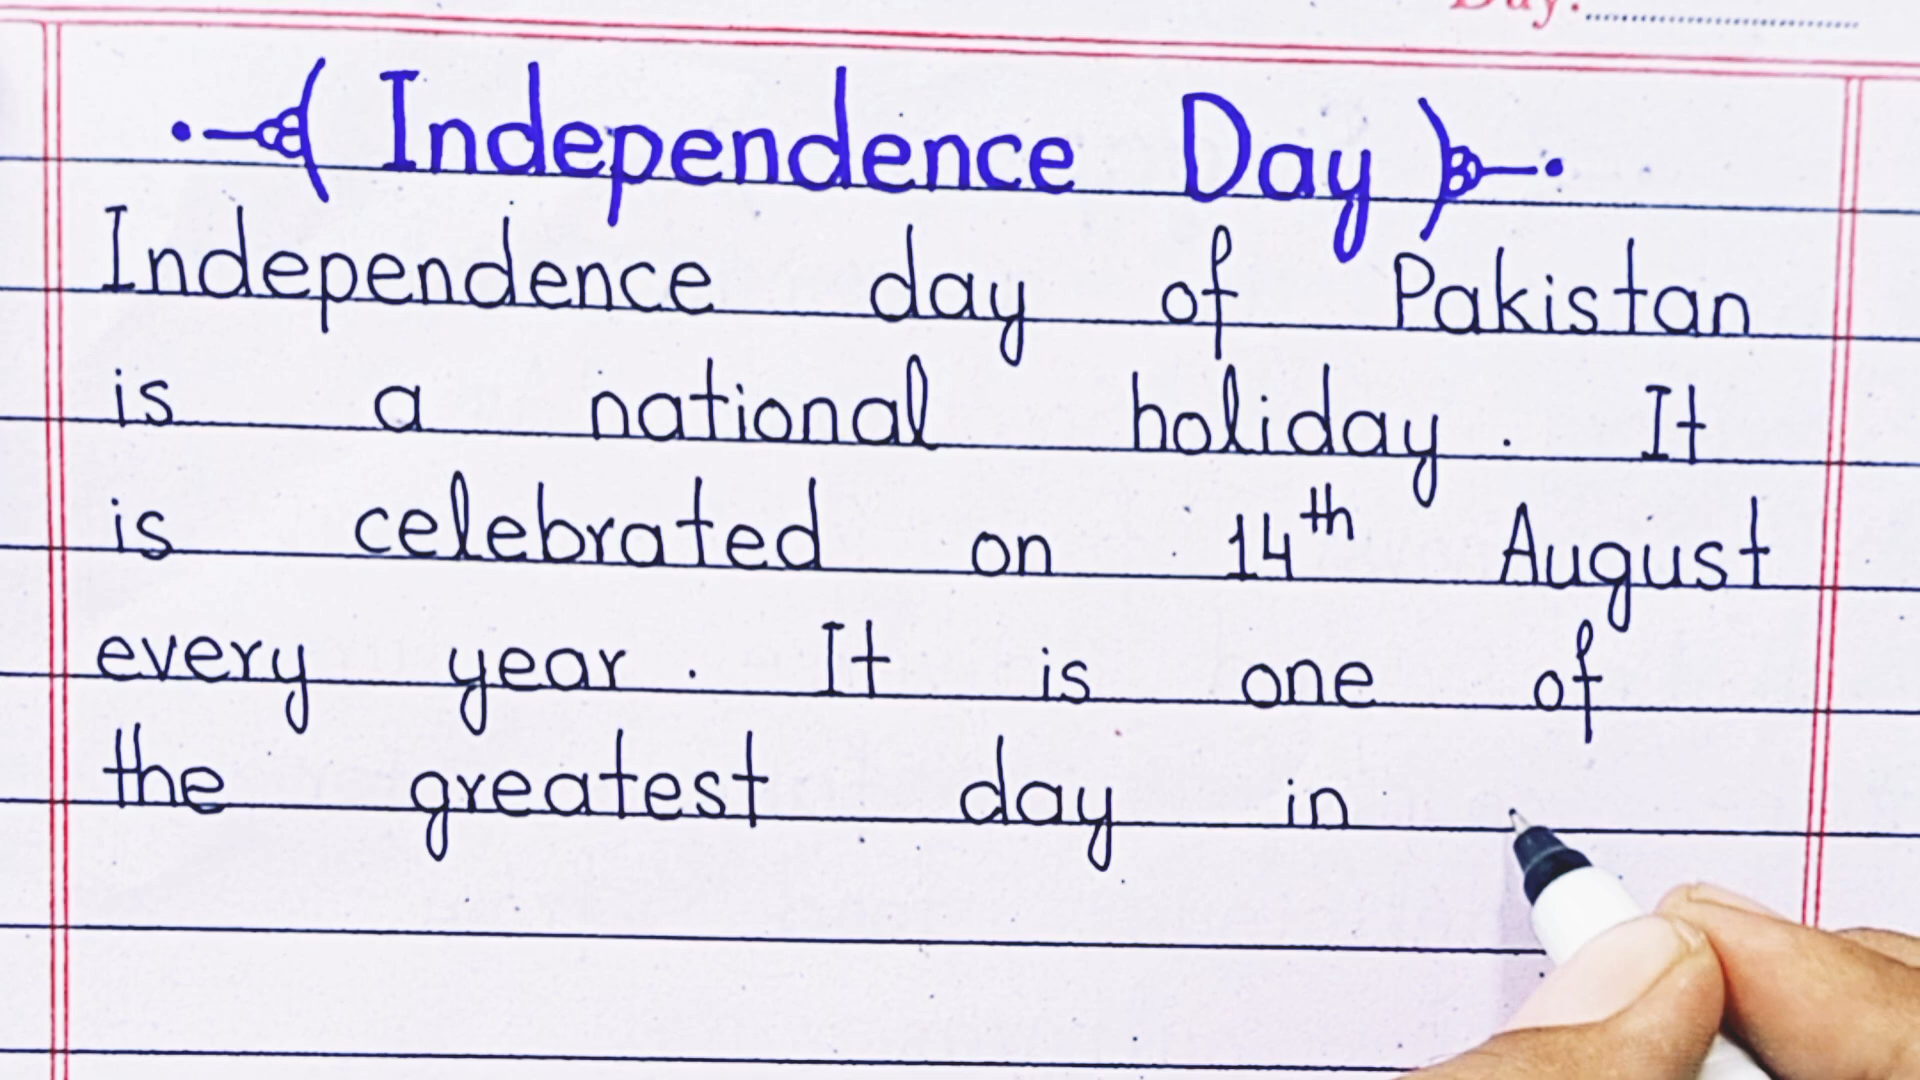 Day:
Independence Day
Independence day of Pakistan
is a national holiday. It
is celebrated on 14th August
every year. It is one of
the greatest day in